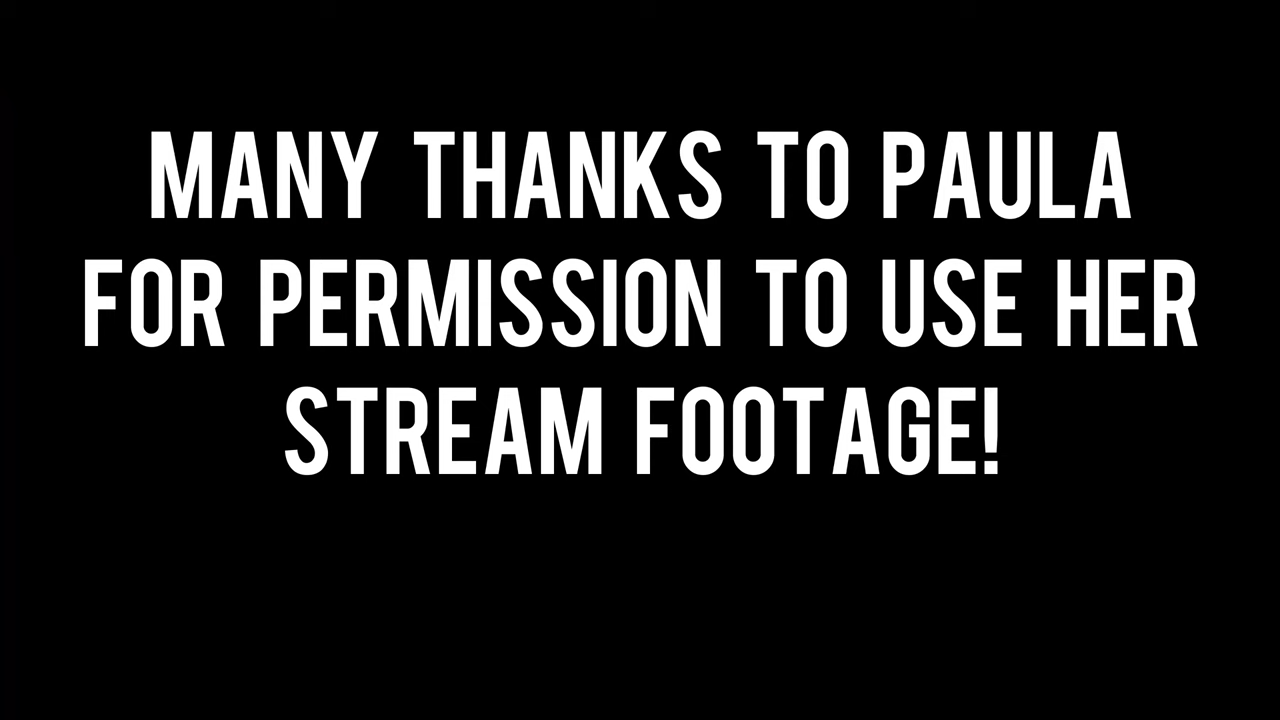 MANY THANKS TO PAULA
FOR PERMISSION TO USE HER
STREAM FOOTAGE!